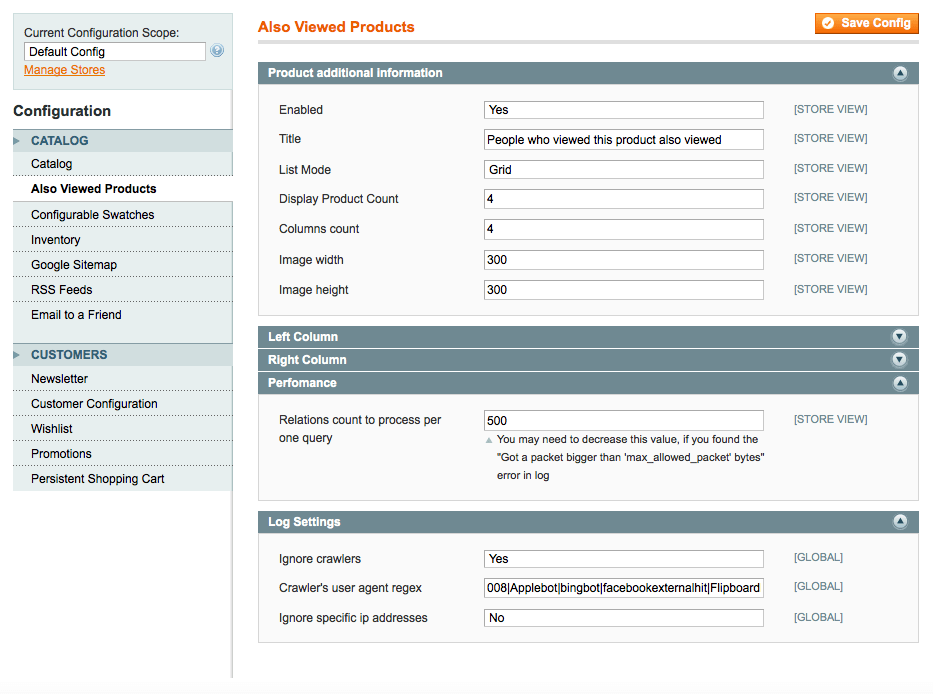 Current Configuration Scope:
Default Config
Manage Stores
Configuration
CATALOG
Catalog
Also Viewed Products
Configurable Swatches
Inventory
Google Sitemap
RSS Feeds
Email to a Friend
CUSTOMERS
Newsletter
Customer Configuration
Wishlist
Promotions
Persistent Shopping Cart
Also Viewed Products
Save Config
Product additional information
Enabled Yes [STORE VIEW]
Title People who viewed this product also viewed [STORE VIEW]
List Mode Grid [STORE VIEW]
Display Product Count 4 [STORE VIEW]
Columns count 4 [STORE VIEW]
Image width 300 [STORE VIEW]
Image height 300 [STORE VIEW]
Left Column
Right Column
Perfomance
Relations count to process per 500 [STORE VIEW]
one query
You may need to decrease this value, if you found the
"Got a packet bigger than 'max_allowed_packet' bytes"
error in log
Log Settings
Ignore crawlers Yes [GLOBAL]
Crawler's user agent regex 008|Applebot|bingbot|facebookexternalhit|Flipboard [GLOBAL]
Ignore specific ip addresses No [GLOBAL]